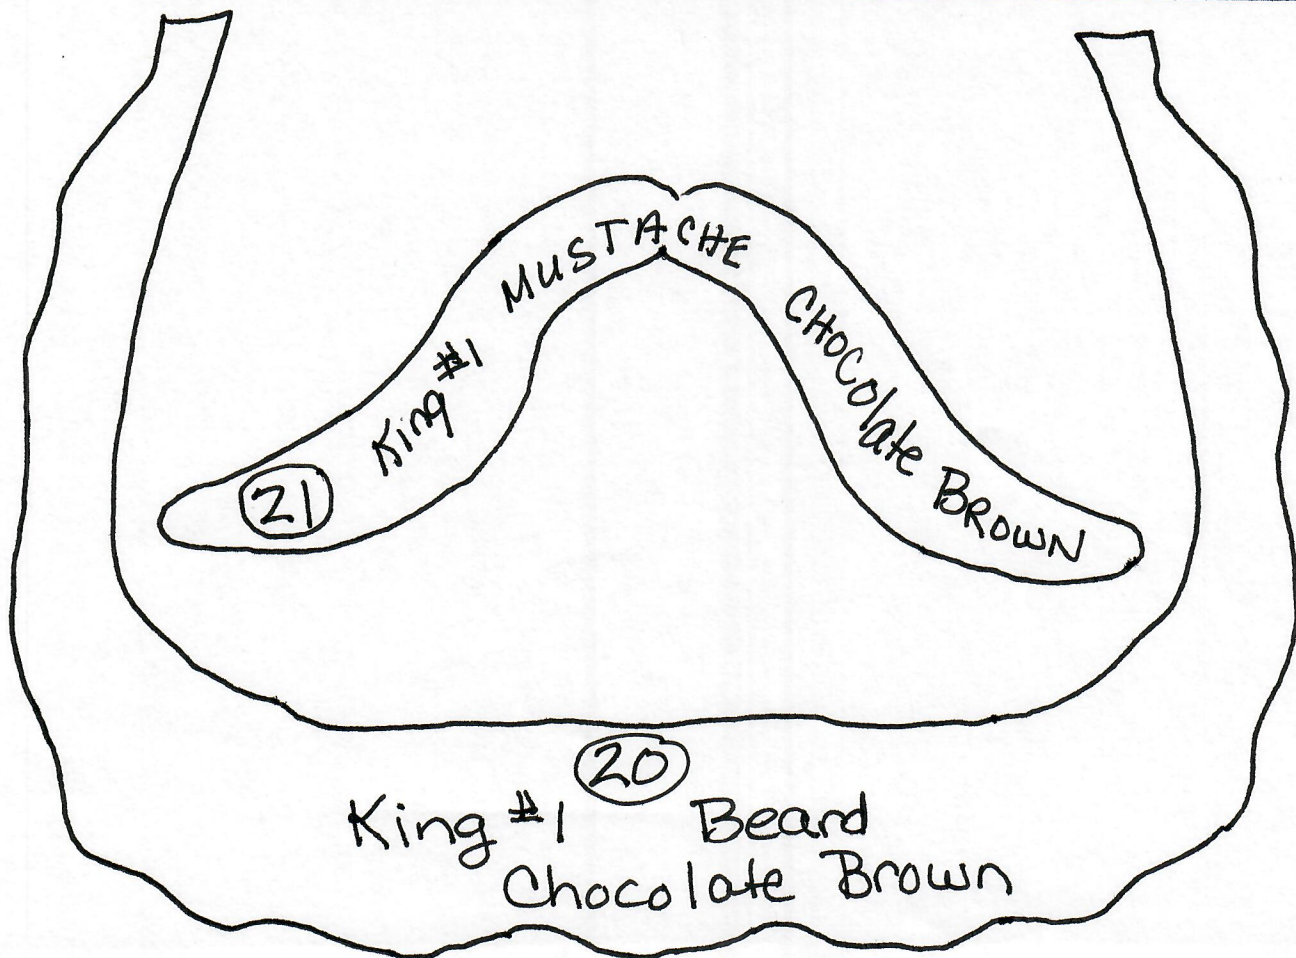 King #1 MUSTACHE CHOCOlate BROWN
21
20
King #1 Beard
Chocolate Brown